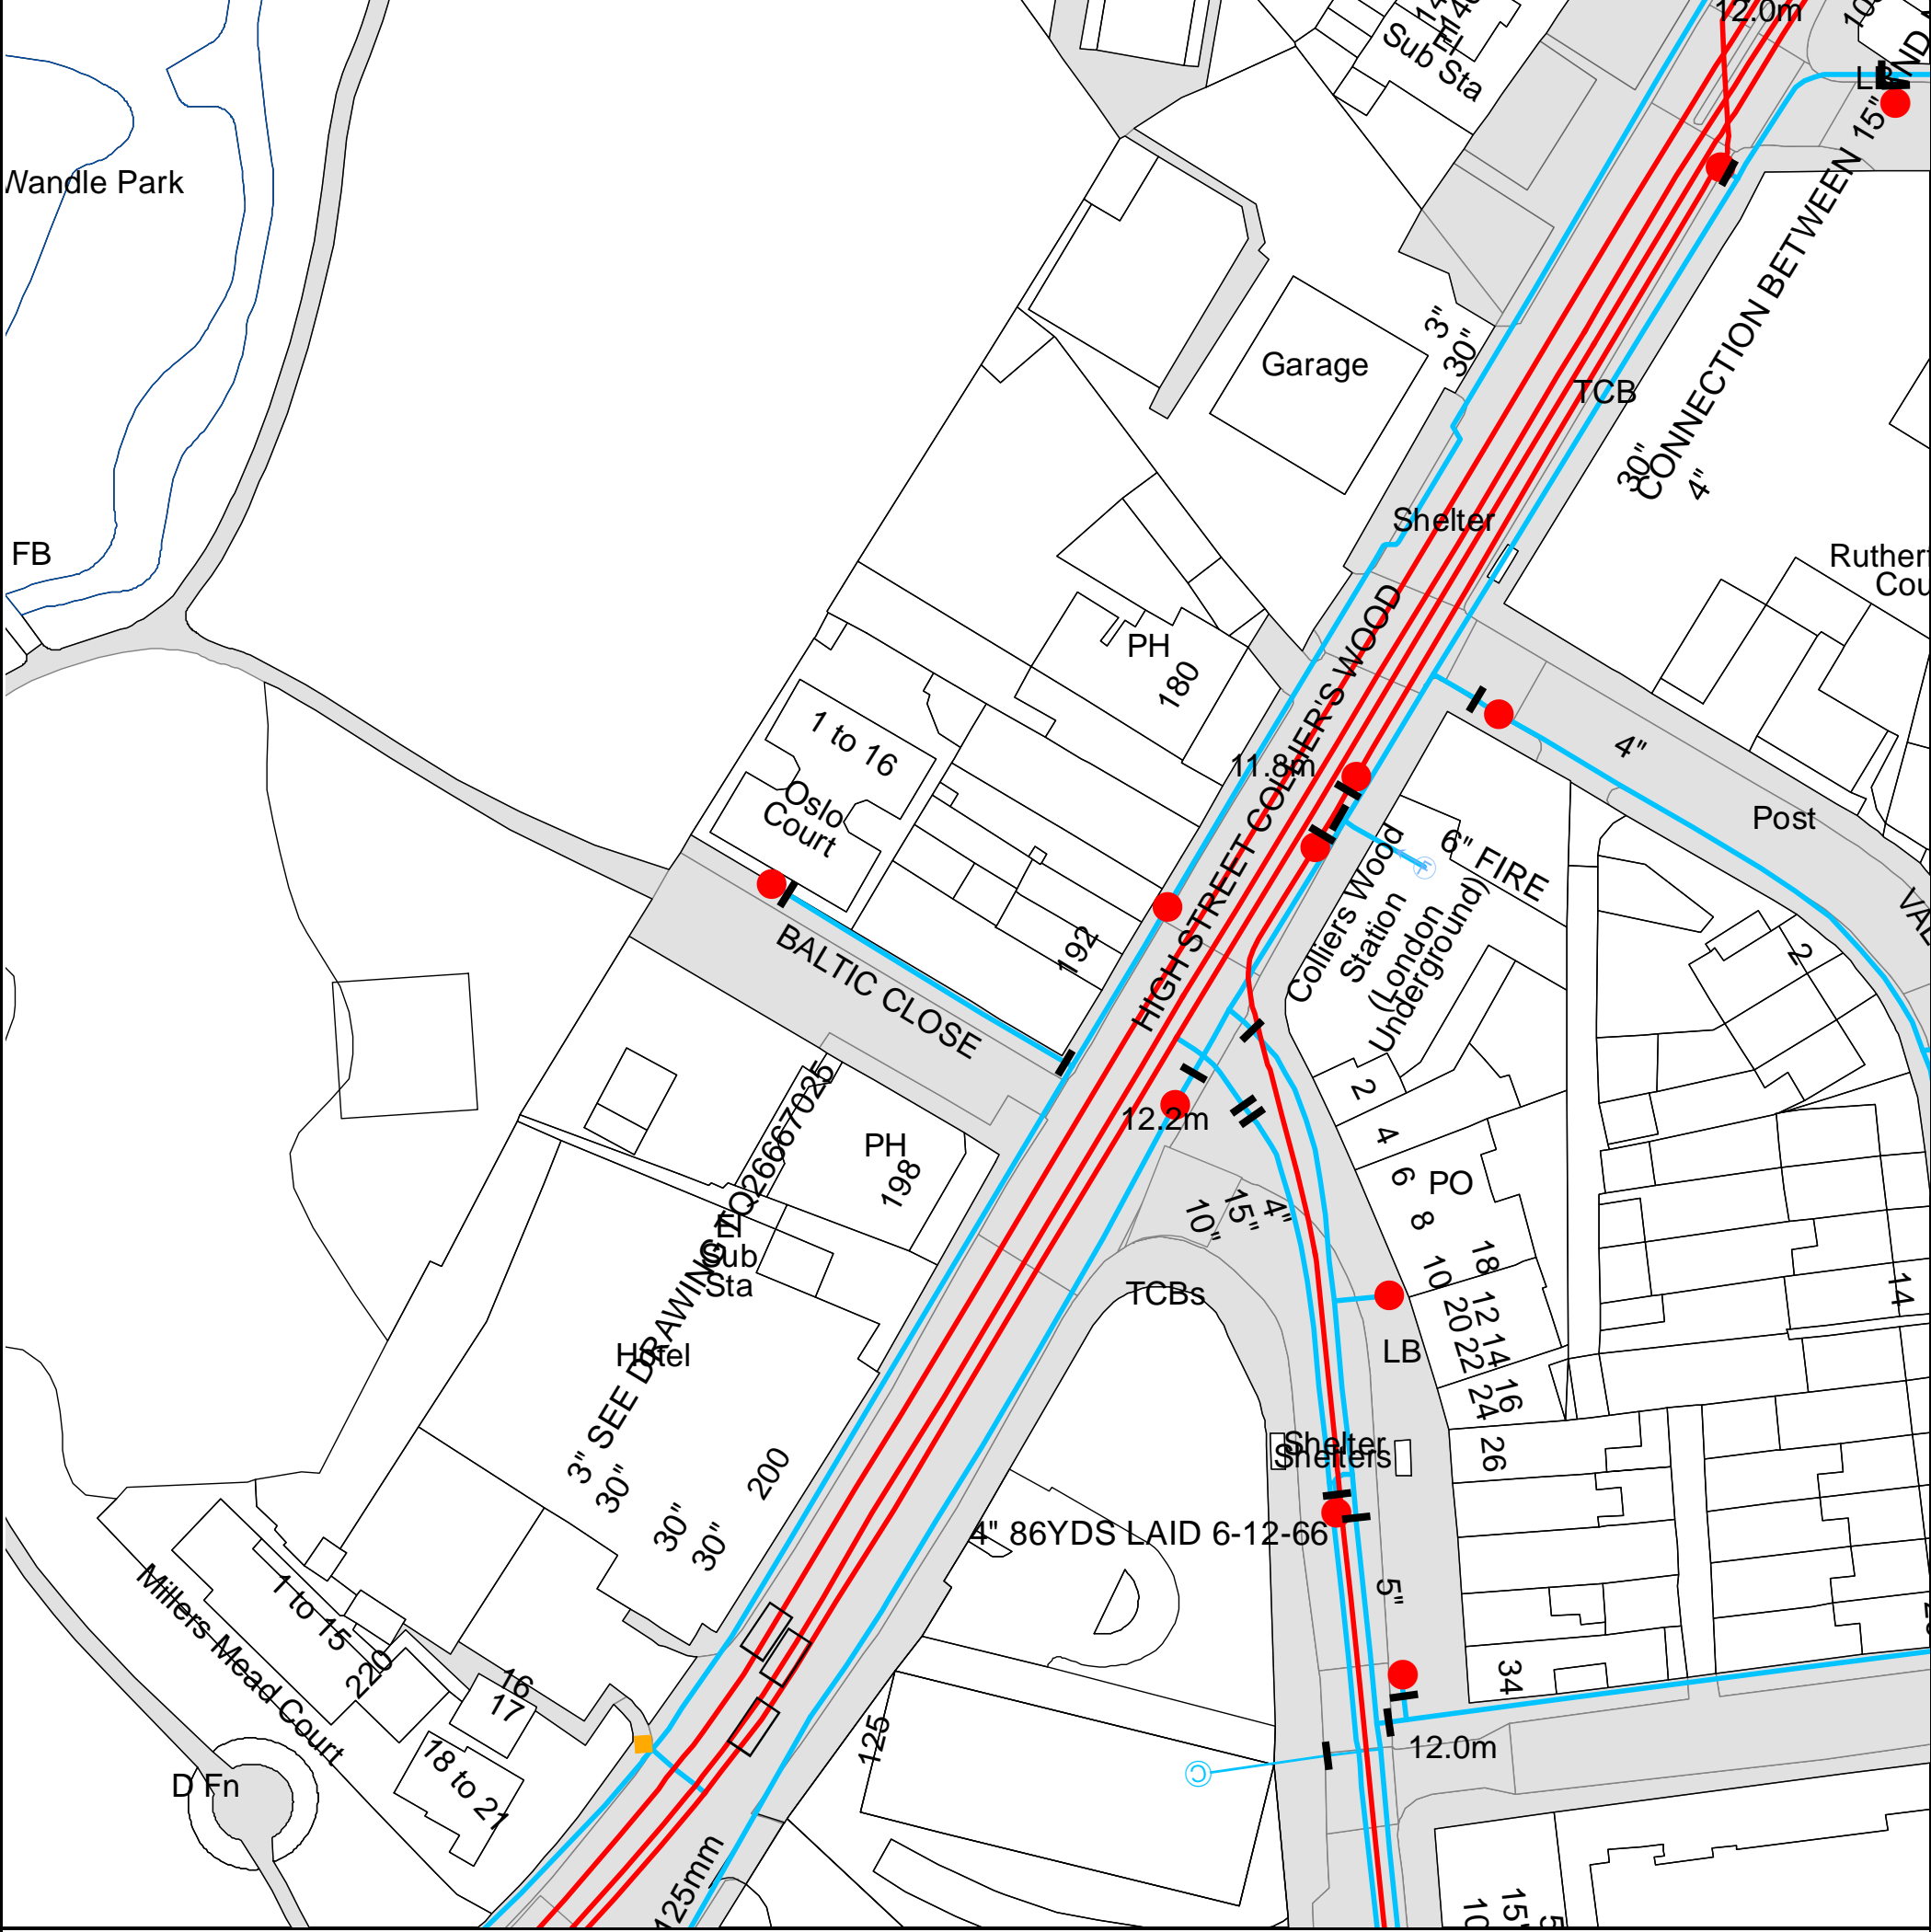 12.0m
El
Sub Sta
15"
Wandle Park
CONNECTION BETWEEN
3"
30"
Garage
TCB
30"
4"
Shelter
FB
PH
180
HIGH STREET COLLIER'S WOOD
1 to 16
Oslo
Court
11.8m
4"
Post
6" FIRE
Colliers Wood
Station
(London
Underground)
192
BALTIC CLOSE
2
2
4
6
8
10
12
14
16
18
20
22
24
26
34
PO
12.2m
PH
198
3" SEE DRAWING TQ266667025
El
Sub
Sta
10"
15"
4"
TCBs
LB
14
Hotel
Shelter
Shelters
200
30"
30"
30"
4" 86YDS LAID 6-12-66
5"
Millers Mead Court
1 to 15
220
16
17
18 to 21
D Fn
125
12.0m
125mm
15"